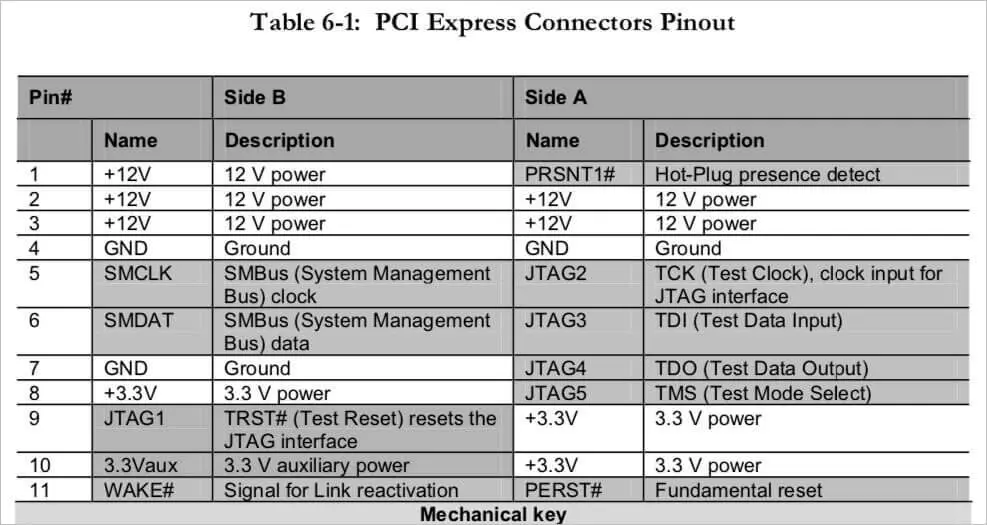 Table 6-1: PCI Express Connectors Pinout
Pin# Side B Side A
Name Description Name Description
1 +12V 12 V power PRSNT1# Hot-Plug presence detect
2 +12V 12 V power +12V 12 V power
3 +12V 12 V power +12V 12 V power
4 GND Ground GND Ground
5 SMCLK SMBus (System Management JTAG2 TCK (Test Clock), clock input for
Bus) clock JTAG interface
6 SMDAT SMBus (System Management JTAG3 TDI (Test Data Input)
Bus) data
7 GND Ground JTAG4 TDO (Test Data Output)
8 +3.3V 3.3 V power JTAG5 TMS (Test Mode Select)
9 JTAG1 TRST# (Test Reset) resets the +3.3V 3.3 V power
JTAG interface
10 3.3Vaux 3.3 V auxiliary power +3.3V 3.3 V power
11 WAKE# Signal for Link reactivation PERST# Fundamental reset
Mechanical key